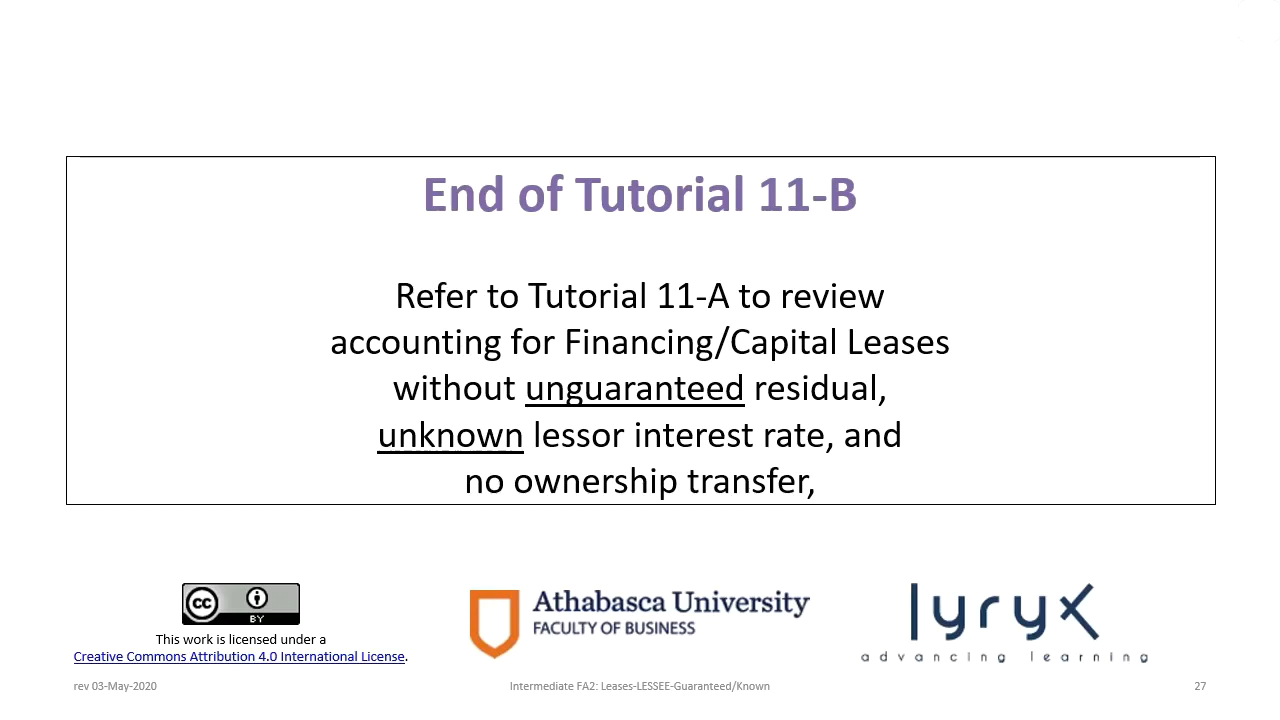 End of Tutorial 11-B
Refer to Tutorial 11-A to review
accounting for Financing/Capital Leases
without unguaranteed residual,
unknown lessor interest rate, and
no ownership transfer,
cc
BY
This work is licensed under a
Creative Commons Attribution 4.0 International License.
Athabasca University
FACULTY OF BUSINESS
lyryx
advancing learning
rev 03-May-2020
Intermediate FA2: Leases-LESSEE-Guaranteed/Known
27